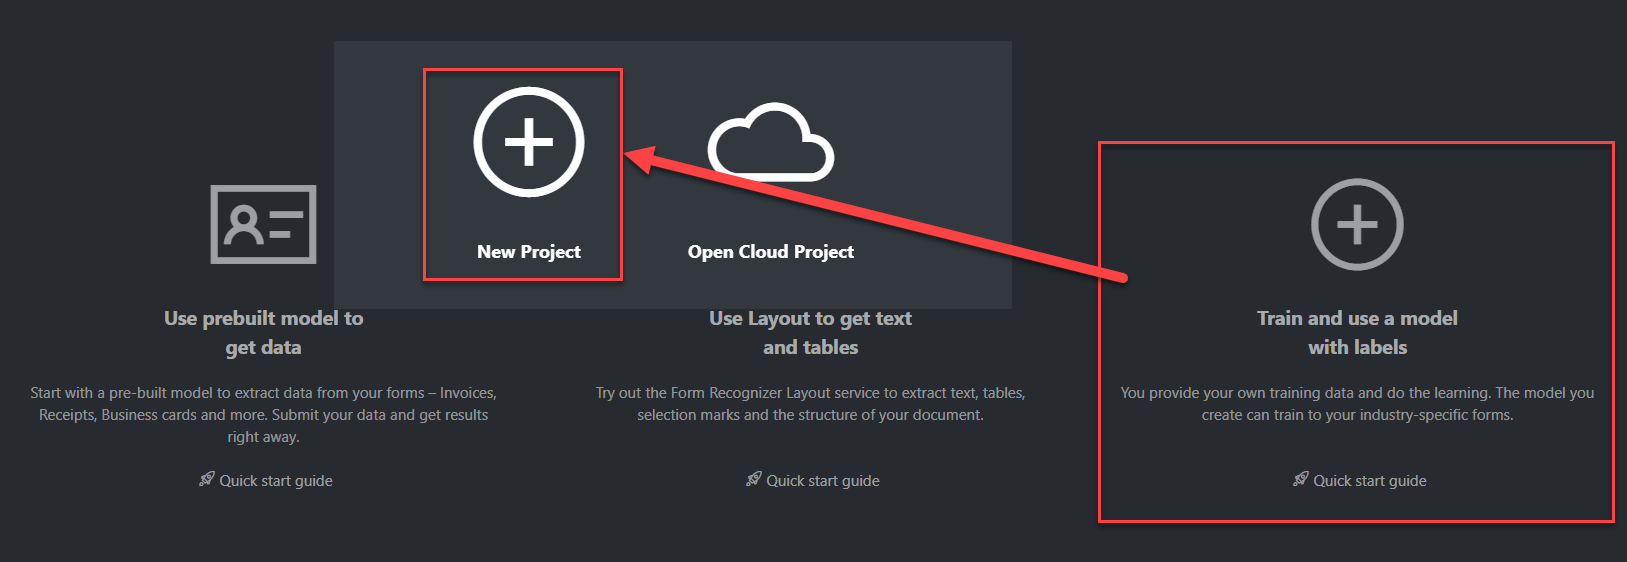 New Project
Open Cloud Project
Use prebuilt model to
get data
Start with a pre-built model to extract data from your forms – Invoices,
Receipts, Business cards and more. Submit your data and get results
right away.
Quick start guide
Use Layout to get text
and tables
Try out the Form Recognizer Layout service to extract text, tables,
selection marks and the structure of your document.
Quick start guide
Train and use a model
with labels
You provide your own training data and do the learning. The model you
create can train to your industry-specific forms.
Quick start guide